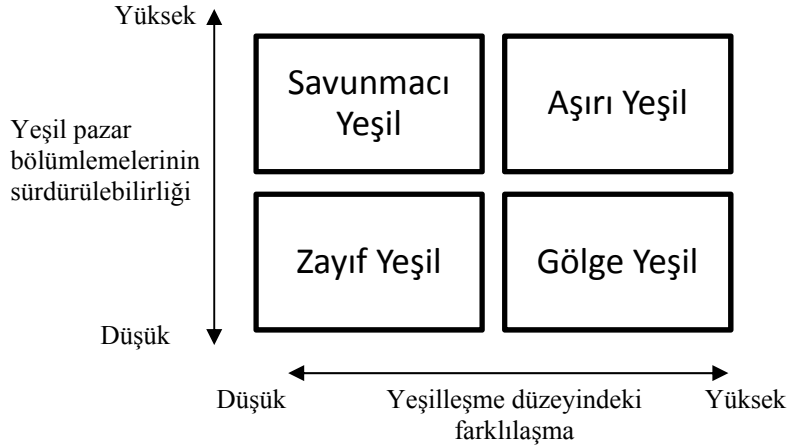 Yüksek
Savunmacı
Yeşil
Aşırı Yeşil
Yeşil pazar
bölümlemelerinin
sürdürülebilirliği
Zayıf Yeşil
Gölge Yeşil
Düşük
Düşük
Yeşilleşme düzeyindeki
farklılaşma
Yüksek